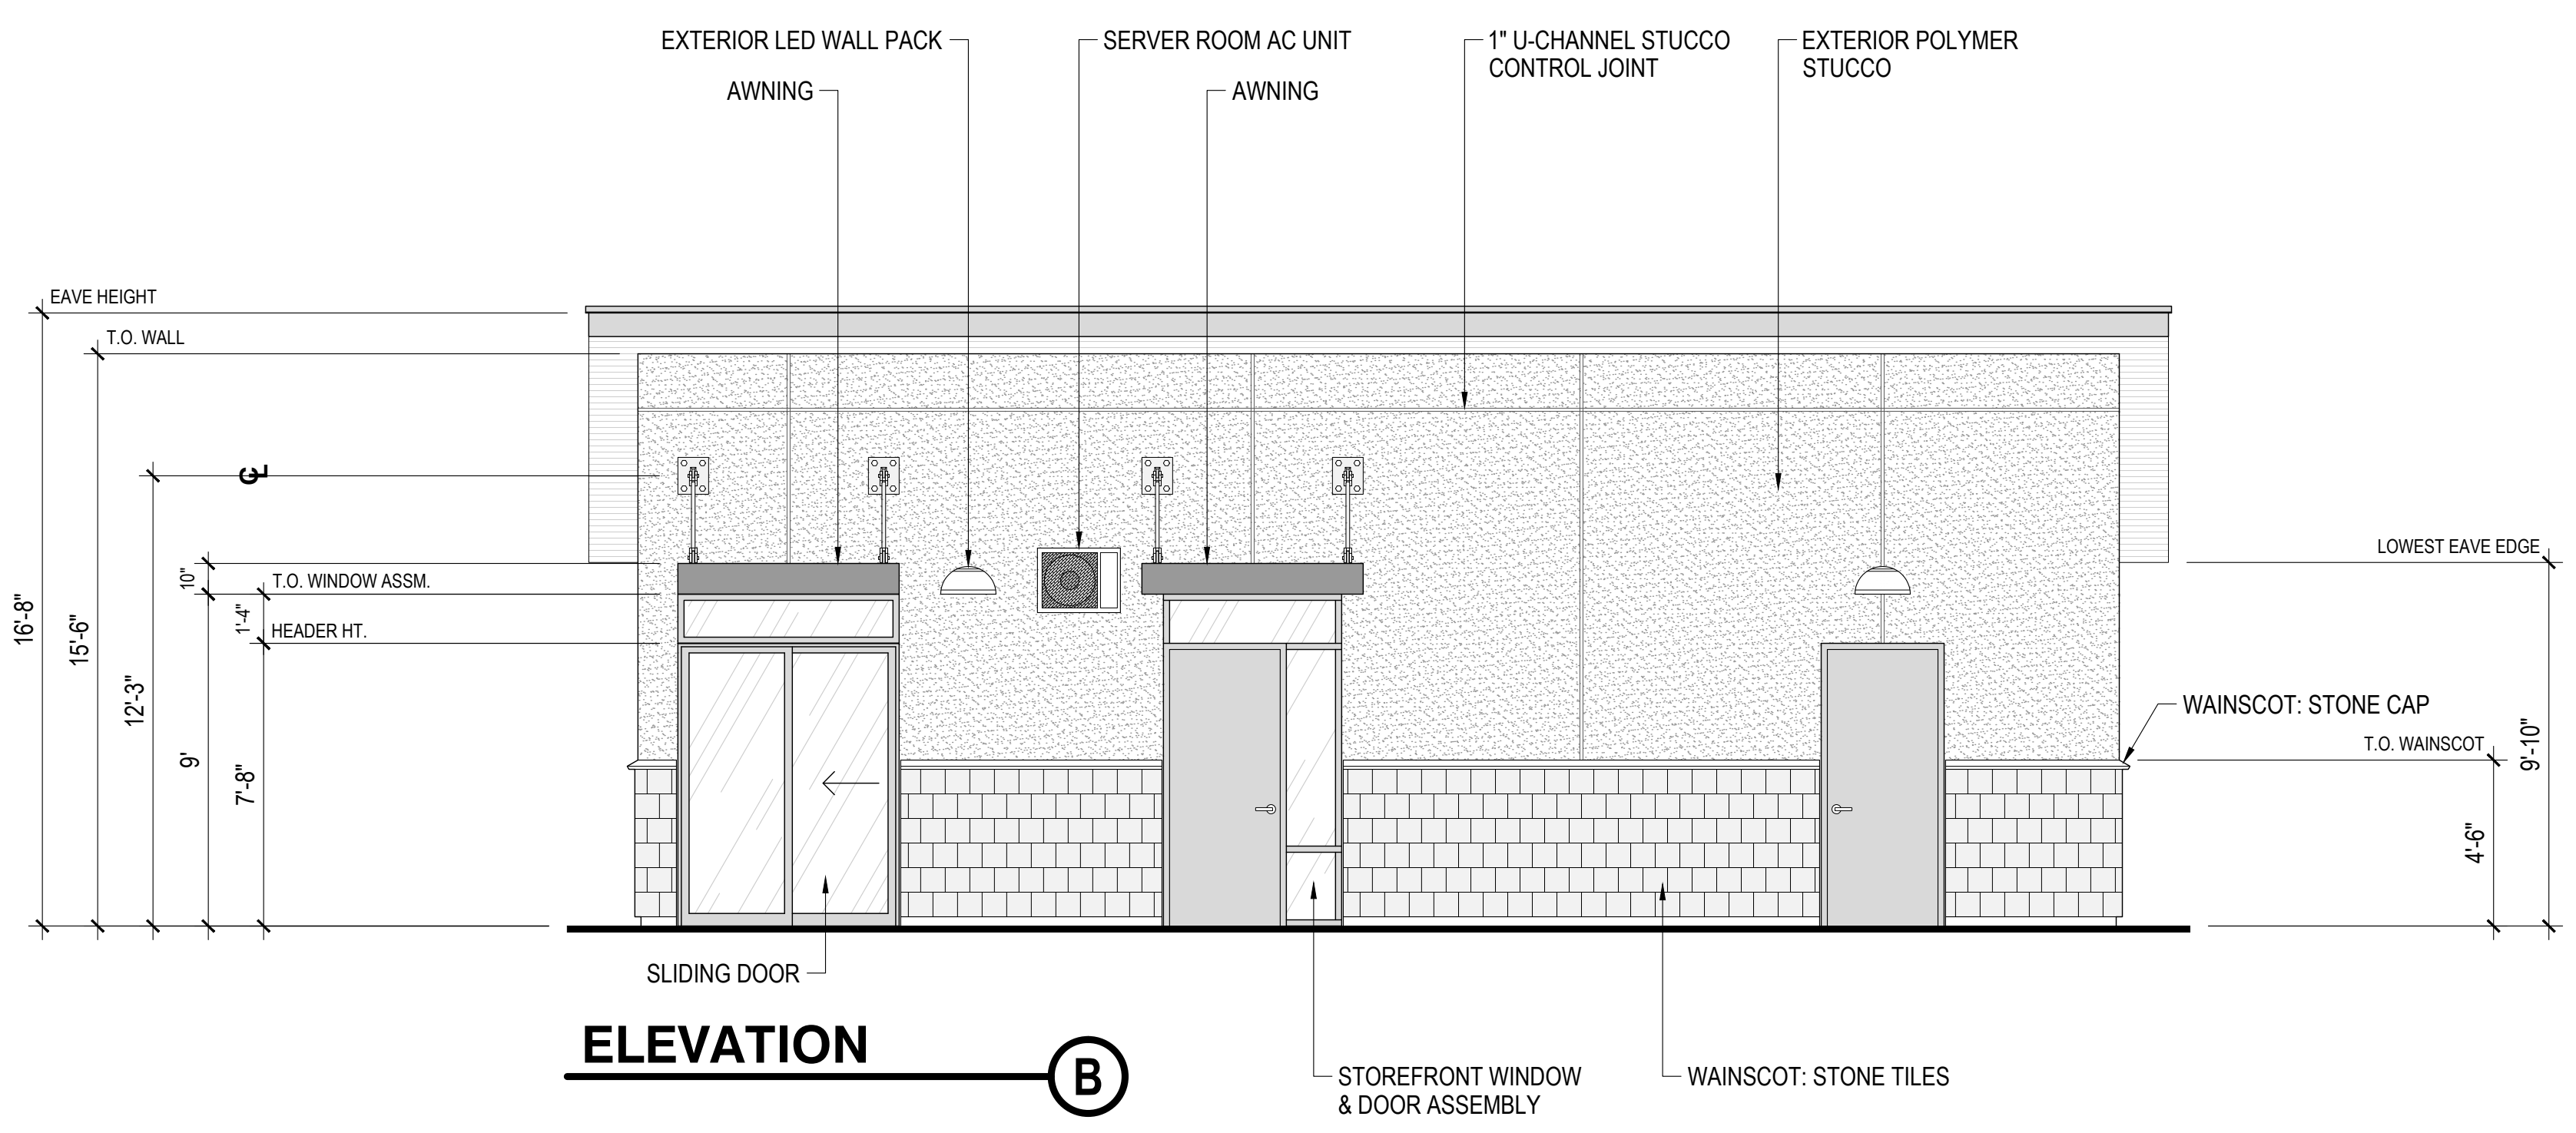 EXTERIOR LED WALL PACK
SERVER ROOM AC UNIT
1" U-CHANNEL STUCCO
CONTROL JOINT
EXTERIOR POLYMER
STUCCO
AWNING
AWNING
EAVE HEIGHT
T.O. WALL
CL
T.O. WINDOW ASSM.
HEADER HT.
16'-8"
15'-6"
12'-3"
10"
9'
1'-4"
7'-8"
LOWEST EAVE EDGE
WAINSCOT: STONE CAP
T.O. WAINSCOT
9'-10"
4'-6"
SLIDING DOOR
ELEVATION
B
STOREFRONT WINDOW
& DOOR ASSEMBLY
WAINSCOT: STONE TILES